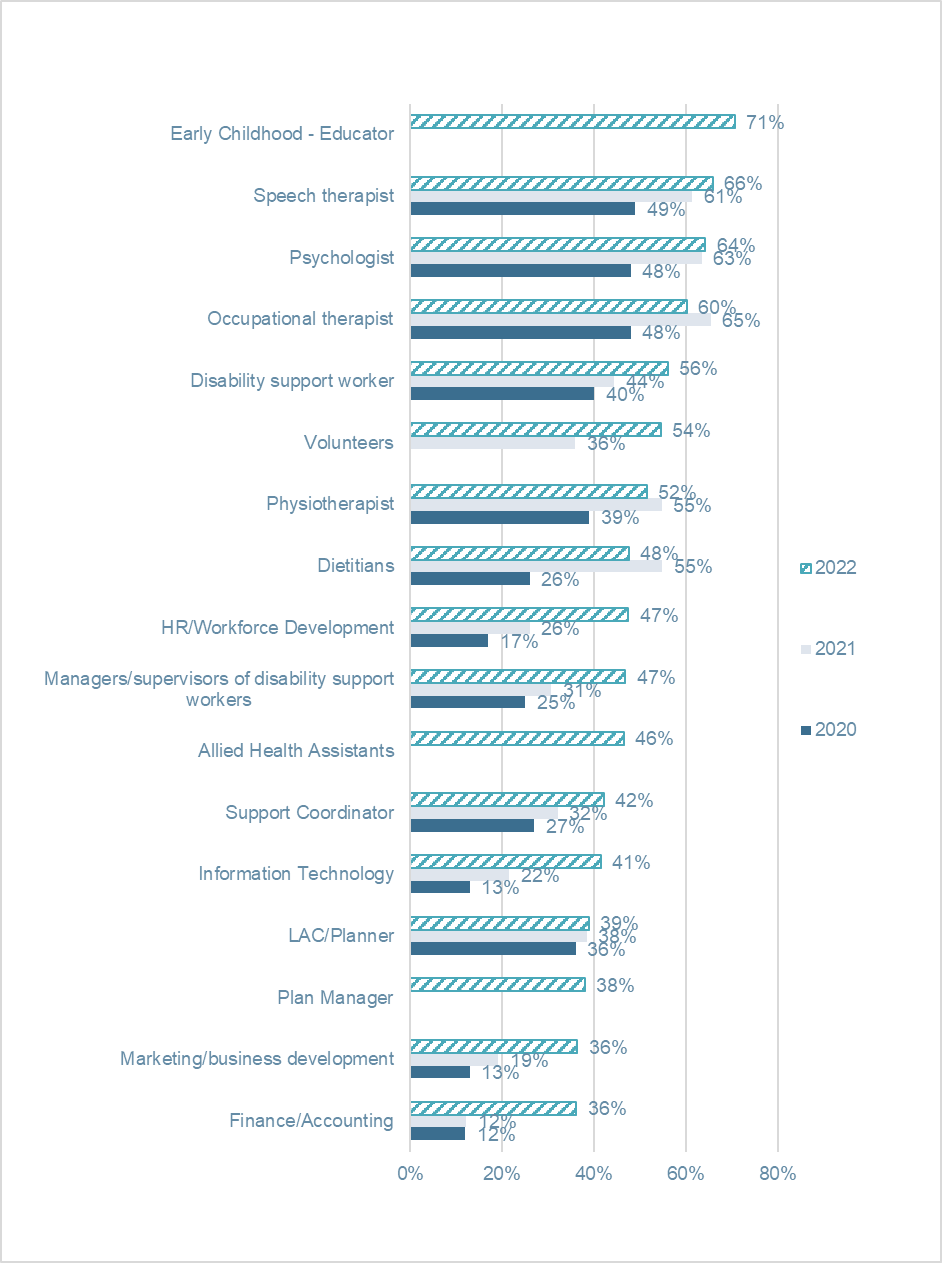 Early Childhood - Educator
71%
Speech therapist
66%
61%
49%
Psychologist
64%
63%
48%
Occupational therapist
60%
65%
48%
Disability support worker
56%
44%
40%
Volunteers
54%
36%
Physiotherapist
52%
55%
39%
Dietitians
48%
55%
26%
HR/Workforce Development
47%
26%
17%
Managers/supervisors of disability support
workers
47%
31%
25%
Allied Health Assistants
46%
Support Coordinator
42%
32%
27%
Information Technology
41%
22%
13%
LAC/Planner
39%
38%
36%
Plan Manager
38%
Marketing/business development
36%
19%
13%
Finance/Accounting
36%
12%
12%
0% 20% 40% 60% 80%
2022
2021
2020